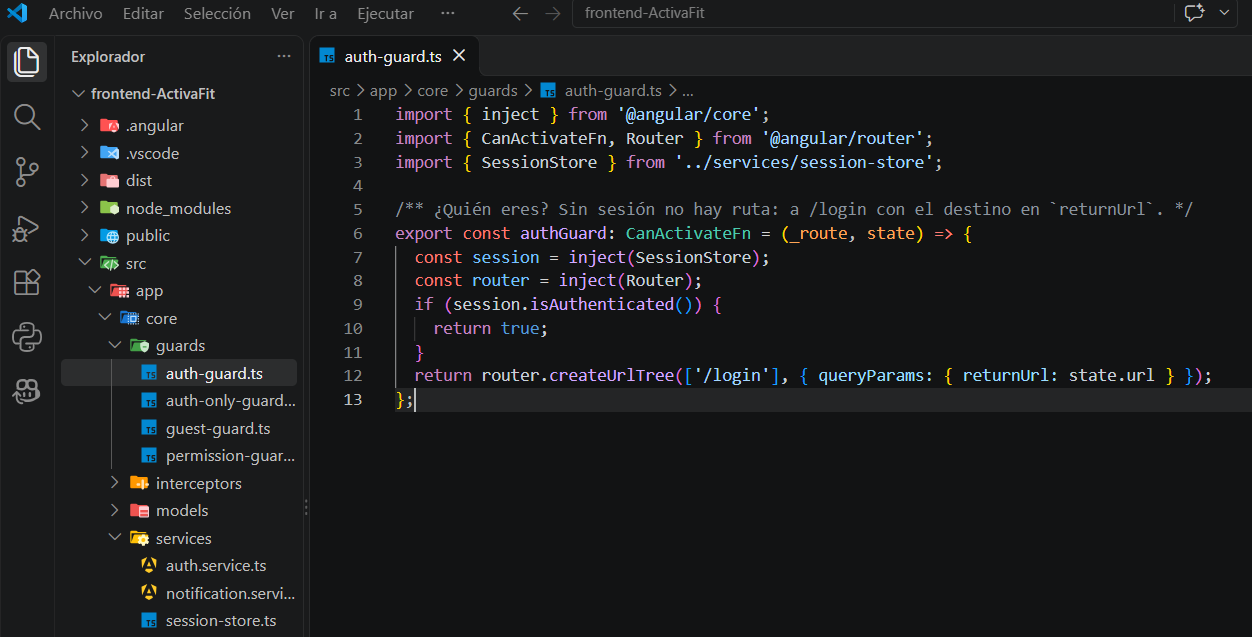 Archivo Editar Selección Ver Ir a Ejecutar ··· frontend-ActivaFit
Explorador ···
frontend-ActivaFit
.angular
.vscode
dist
node_modules
public
src
app
core
guards
auth-guard.ts
auth-only-guard...
guest-guard.ts
permission-guar...
interceptors
models
services
auth.service.ts
notification.servi...
session-store.ts
auth-guard.ts
src > app > core > guards > auth-guard.ts > ...
1 import { inject } from '@angular/core';
2 import { CanActivateFn, Router } from '@angular/router';
3 import { SessionStore } from '../services/session-store';
4
5 /** ¿Quién eres? Sin sesión no hay ruta: a /login con el destino en `returnUrl`. */
6 export const authGuard: CanActivateFn = (_route, state) => {
7 const session = inject(SessionStore);
8 const router = inject(Router);
9 if (session.isAuthenticated()) {
10 return true;
11 }
12 return router.createUrlTree(['/login'], { queryParams: { returnUrl: state.url } });
13 };